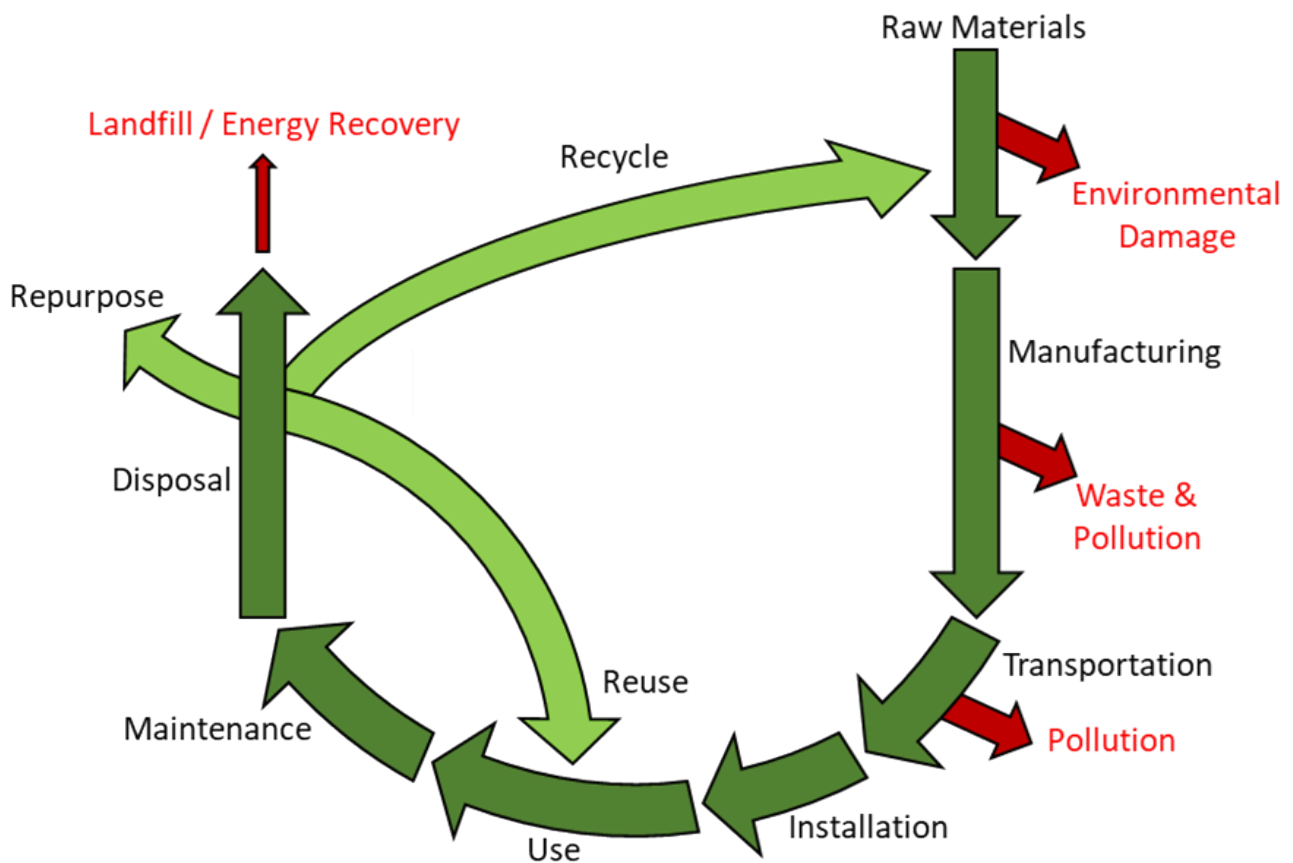 Raw Materials
Landfill / Energy Recovery
Recycle
Environmental
Damage
Repurpose
Manufacturing
Disposal
Waste &
Pollution
Transportation
Reuse
Maintenance
Pollution
Installation
Use